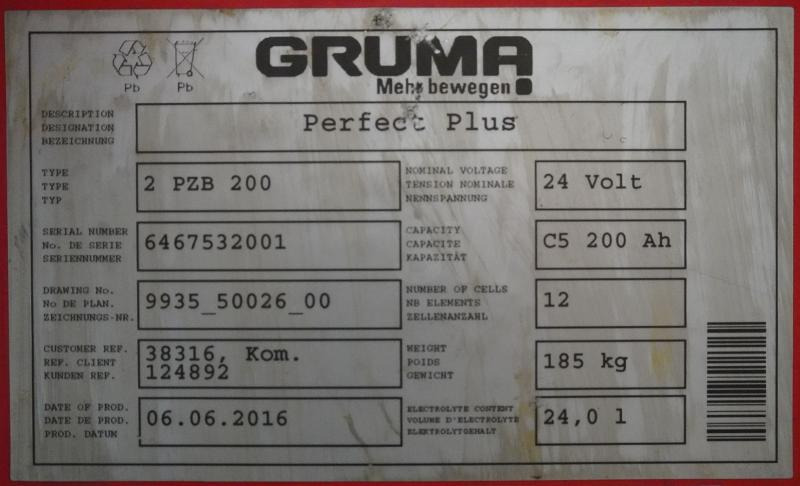 GRUMA
Mehr bewegen
Pb Pb
DESCRIPTION
DESIGNATION
BEZEICHNUNG
Perfect Plus
TYPE
TYPE
TYP
2 PZB 200
NOMINAL VOLTAGE
TENSION NOMINALE
NENNSPANNUNG
24 Volt
SERIAL NUMBER
No. DE SERIE
SERIENNUMMER
6467532001
CAPACITY
CAPACITE
KAPAZITÄT
C5 200 Ah
DRAWING No.
No DE PLAN.
ZEICHNUNGS-NR.
9935_50026_00
NUMBER OF CELLS
NB ELEMENTS
ZELLENANZAHL
12
CUSTOMER REF.
REF. CLIENT
KUNDEN REF.
38316, Kom.
124892
WEIGHT
POIDS
GEWICHT
185 kg
DATE OF PROD.
DATE DE PROD.
PROD. DATUM
06.06.2016
ELECTROLYTE CONTENT
VOLUME D'ELECTROLYTE
ELEKTROLYTGEHALT
24,0 l